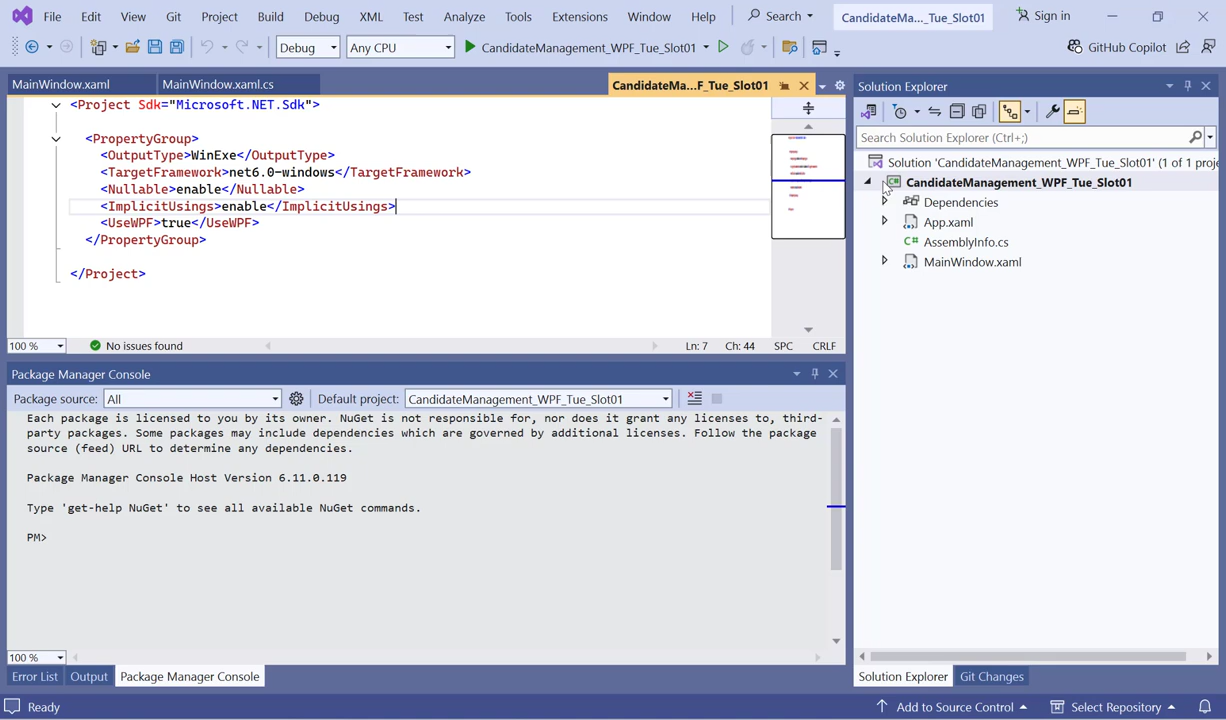 File Edit View Git Project Build Debug XML Test Analyze Tools Extensions Window Help Search CandidateMa..._Tue_Slot01 Sign in
Debug Any CPU CandidateManagement_WPF_Tue_Slot01 GitHub Copilot
MainWindow.xaml MainWindow.xaml.cs CandidateMa...F_Tue_Slot01
<Project Sdk="Microsoft.NET.Sdk">
<PropertyGroup>
<OutputType>WinExe</OutputType>
<TargetFramework>net6.0-windows</TargetFramework>
<Nullable>enable</Nullable>
<ImplicitUsings>enable</ImplicitUsings>
<UseWPF>true</UseWPF>
</PropertyGroup>
</Project>
100 % No issues found Ln: 7 Ch: 44 SPC CRLF
Package Manager Console
Package source: All Default project: CandidateManagement_WPF_Tue_Slot01
Each package is licensed to you by its owner. NuGet is not responsible for, nor does it grant any licenses to, third-
party packages. Some packages may include dependencies which are governed by additional licenses. Follow the package
source (feed) URL to determine any dependencies.
Package Manager Console Host Version 6.11.0.119
Type 'get-help NuGet' to see all available NuGet commands.
PM>
100 %
Error List Output Package Manager Console
Solution Explorer
Search Solution Explorer (Ctrl+;)
Solution 'CandidateManagement_WPF_Tue_Slot01' (1 of 1 proje
CandidateManagement_WPF_Tue_Slot01
Dependencies
App.xaml
AssemblyInfo.cs
MainWindow.xaml
Solution Explorer Git Changes
Ready Add to Source Control Select Repository